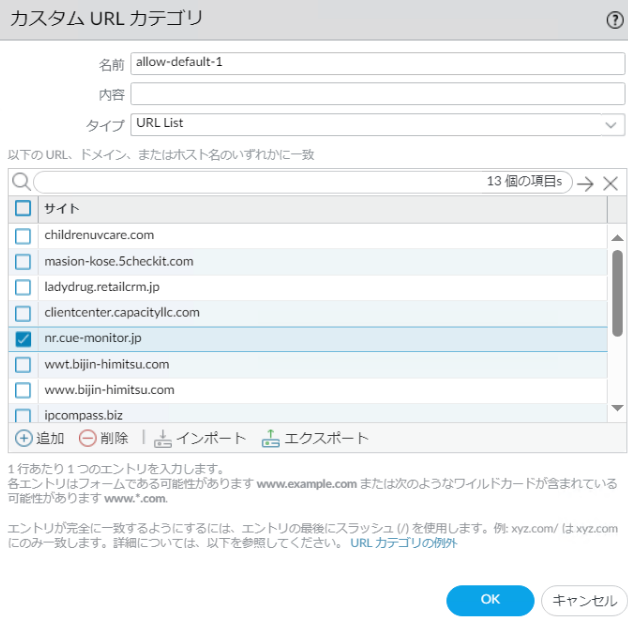 カスタム URL カテゴリ
名前 allow-default-1
内容
タイプ URL List
以下の URL、ドメイン、またはホスト名のいずれかに一致
13 個の項目s
サイト
childrenuvcare.com
masion-kose.5checkit.com
ladydrug.retailcrm.jp
clientcenter.capacityllc.com
nr.cue-monitor.jp
wwt.bijin-himitsu.com
www.bijin-himitsu.com
ipcompass.biz
追加 削除 インポート エクスポート
1 行あたり 1 つのエントリを入力します。
各エントリはフォームである可能性があります www.example.com または次のようなワイルドカードが含まれている
可能性があります www.*.com.
エントリが完全に一致するようにするには、エントリの最後にスラッシュ (/) を使用します。例: xyz.com/ は xyz.com
にのみ一致します。詳細については、以下を参照してください。 URL カテゴリの例外
OK キャンセル